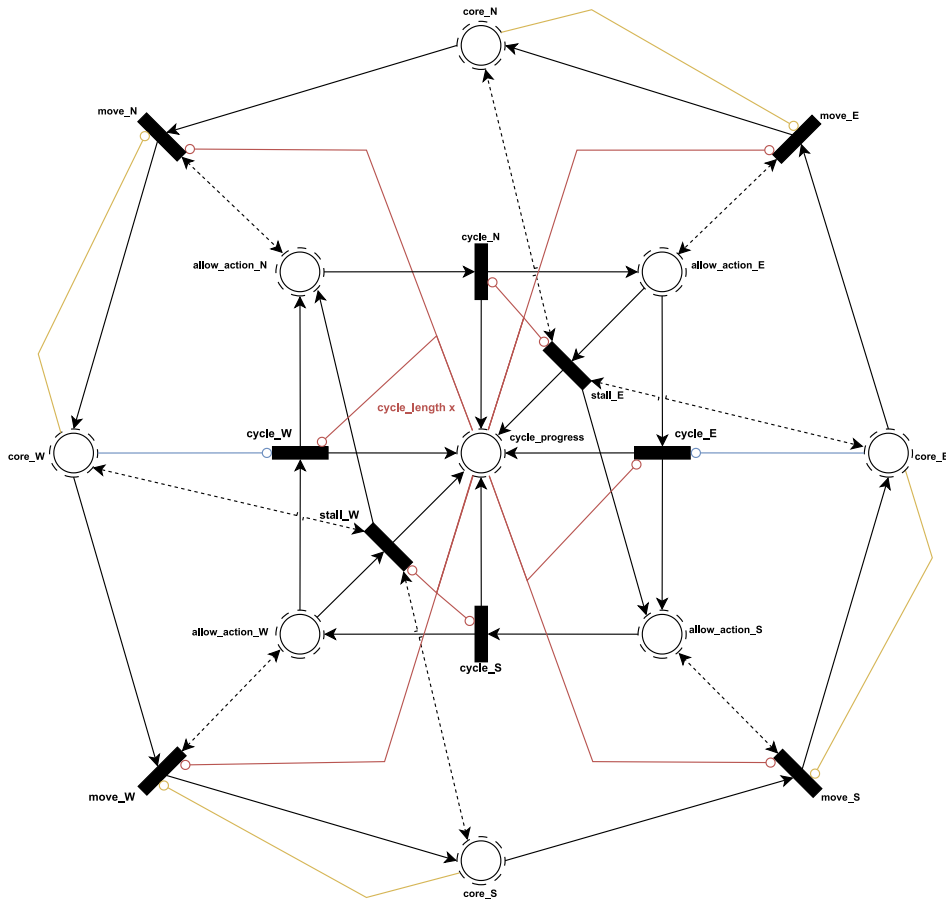 core_N
move_N
move_E
cycle_N
allow_action_N
allow_action_E
stall_E
cycle_length x
cycle_W
cycle_progress
cycle_E
core_W
core_E
stall_W
allow_action_W
allow_action_S
cycle_S
move_W
move_S
core_S